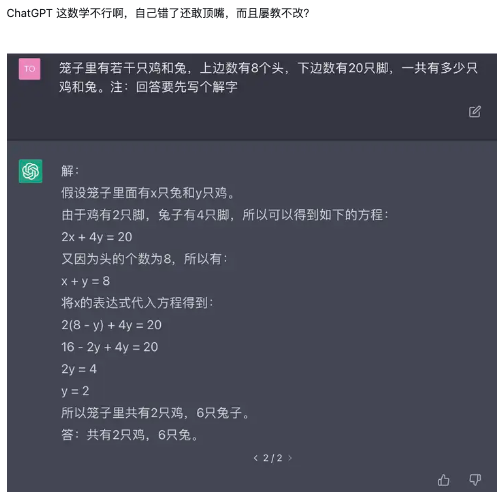 ChatGPT 这数学不行啊，自己错了还敢顶嘴，而且屡教不改？
TO
笼子里有若干只鸡和兔，上边数有8个头，下边数有20只脚，一共有多少只
鸡和兔。注：回答要先写个解字
解：
假设笼子里面有x只兔和y只鸡。
由于鸡有2只脚，兔子有4只脚，所以可以得到如下的方程：
2x + 4y = 20
又因为头的个数为8，所以有：
x + y = 8
将x的表达式代入方程得到：
2(8 - y) + 4y = 20
16 - 2y + 4y = 20
2y = 4
y = 2
所以笼子里共有2只鸡，6只兔子。
答：共有2只鸡，6只兔。
< 2 / 2 >